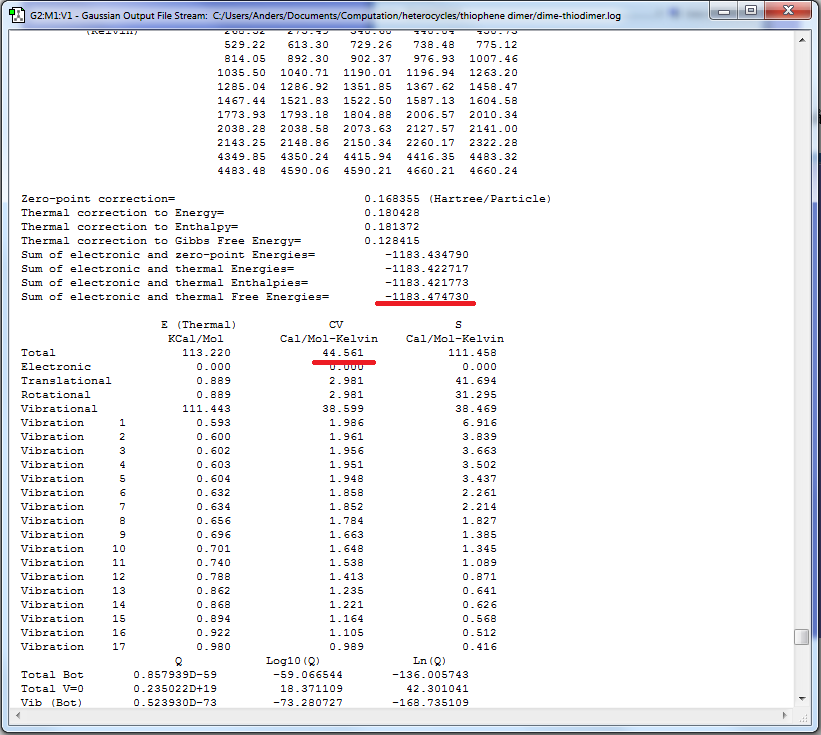 G2:M1:V1 - Gaussian Output File Stream: C:/Users/Anders/Documents/Computation/heterocycles/thiophene dimer/dime-thiodimer.log
(Kelvin)
529.22 613.30 729.26 738.48 775.12
814.05 892.30 902.37 976.93 1007.46
1035.50 1040.71 1190.01 1196.94 1263.20
1285.04 1286.92 1351.85 1367.62 1458.47
1467.44 1521.83 1522.50 1587.13 1604.58
1773.93 1793.18 1804.88 2006.57 2010.34
2038.28 2038.58 2073.63 2127.57 2141.00
2143.25 2148.86 2150.34 2260.17 2322.28
4349.85 4350.24 4415.94 4416.35 4483.32
4483.48 4590.06 4590.21 4660.21 4660.24
Zero-point correction= 0.168355 (Hartree/Particle)
Thermal correction to Energy= 0.180428
Thermal correction to Enthalpy= 0.181372
Thermal correction to Gibbs Free Energy= 0.128415
Sum of electronic and zero-point Energies= -1183.434790
Sum of electronic and thermal Energies= -1183.422717
Sum of electronic and thermal Enthalpies= -1183.421773
Sum of electronic and thermal Free Energies= -1183.474730
E (Thermal) CV S
KCal/Mol Cal/Mol-Kelvin Cal/Mol-Kelvin
Total 113.220 44.561 111.458
Electronic 0.000 0.000 0.000
Translational 0.889 2.981 41.694
Rotational 0.889 2.981 31.295
Vibrational 111.443 38.599 38.469
Vibration 1 0.593 1.986 6.916
Vibration 2 0.600 1.961 3.839
Vibration 3 0.602 1.956 3.663
Vibration 4 0.603 1.951 3.502
Vibration 5 0.604 1.948 3.437
Vibration 6 0.632 1.858 2.261
Vibration 7 0.634 1.852 2.214
Vibration 8 0.656 1.784 1.827
Vibration 9 0.696 1.663 1.385
Vibration 10 0.701 1.648 1.345
Vibration 11 0.740 1.538 1.089
Vibration 12 0.788 1.413 0.871
Vibration 13 0.862 1.235 0.641
Vibration 14 0.868 1.221 0.626
Vibration 15 0.894 1.164 0.568
Vibration 16 0.922 1.105 0.512
Vibration 17 0.980 0.989 0.416
Q Log10(Q) Ln(Q)
Total Bot 0.857939D-59 -59.066544 -136.005743
Total V=0 0.235022D+19 18.371109 42.301041
Vib (Bot) 0.523930D-73 -73.280727 -168.735109